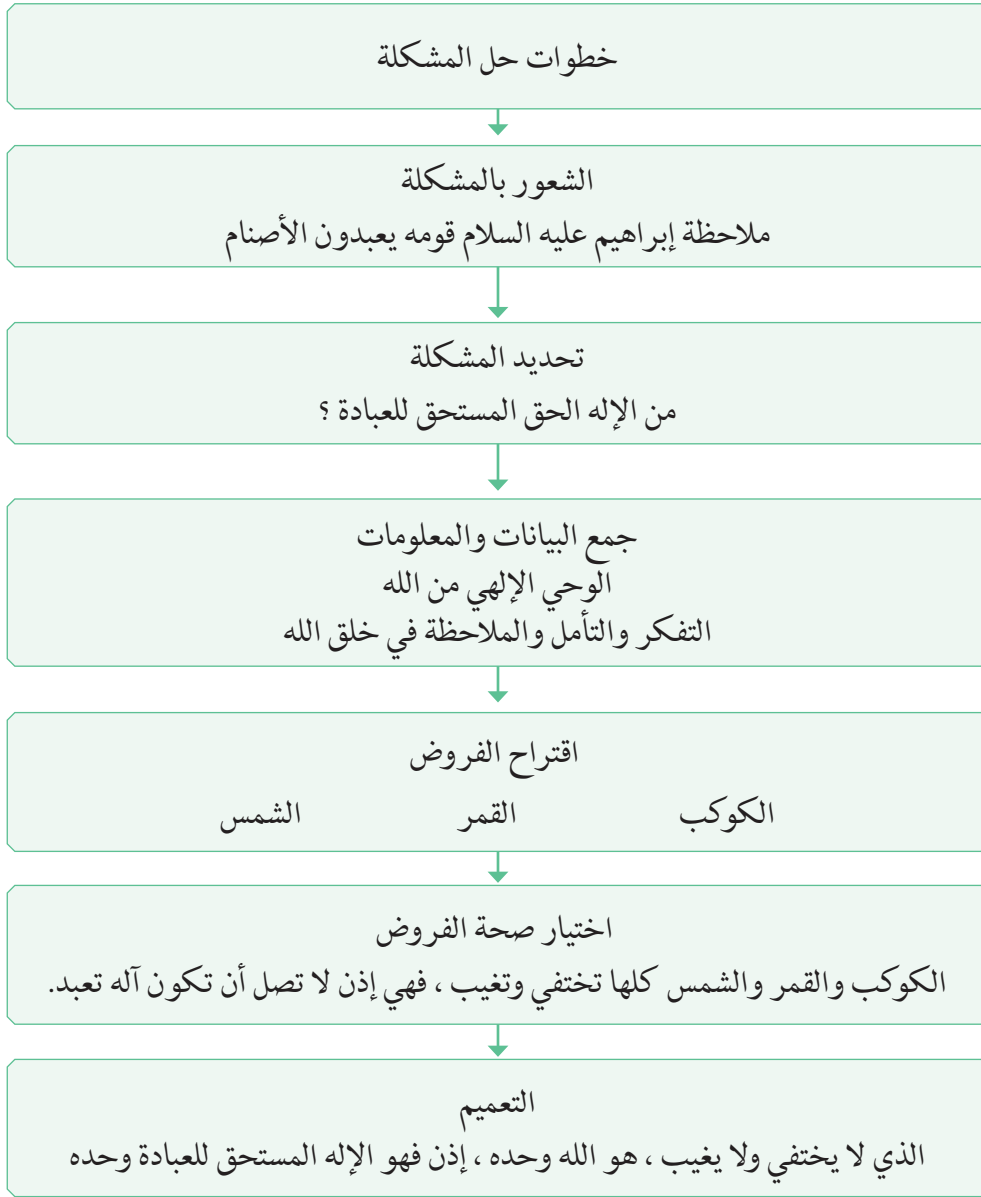 خطوات حل المشكلة
الشعور بالمشكلة
ملاحظة إبراهيم عليه السلام قومه يعبدون الأصنام
تحديد المشكلة
من الإله الحق المستحق للعبادة ؟
جمع البيانات والمعلومات
الوحي الإلهي من الله
التفكر والتأمل والملاحظة في خلق الله
اقتراح الفروض
الكوكب القمر الشمس
اختيار صحة الفروض
الكوكب والقمر والشمس كلها تختفي وتغيب ، فهي إذن لا تصل أن تكون آله تعبد.
التعميم
الذي لا يختفي ولا يغيب ، هو الله وحده ، إذن فهو الإله المستحق للعبادة وحده